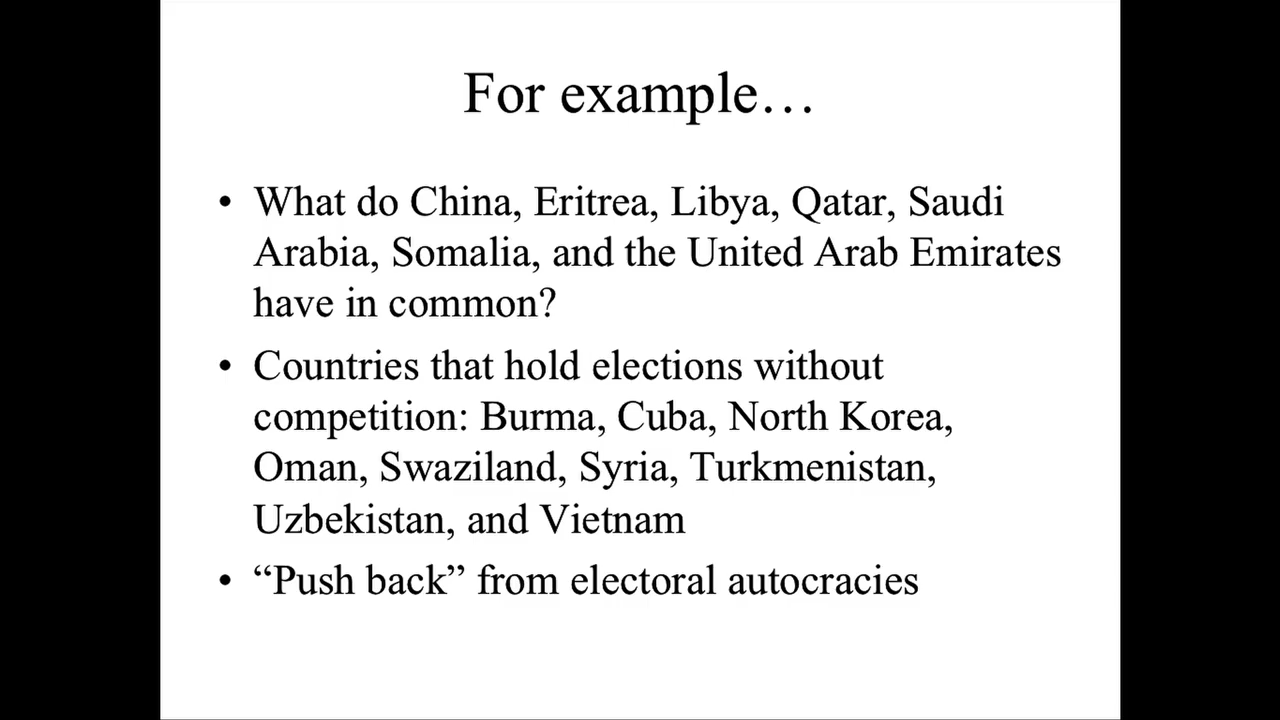 For example…
• What do China, Eritrea, Libya, Qatar, Saudi
Arabia, Somalia, and the United Arab Emirates
have in common?
• Countries that hold elections without
competition: Burma, Cuba, North Korea,
Oman, Swaziland, Syria, Turkmenistan,
Uzbekistan, and Vietnam
• “Push back” from electoral autocracies